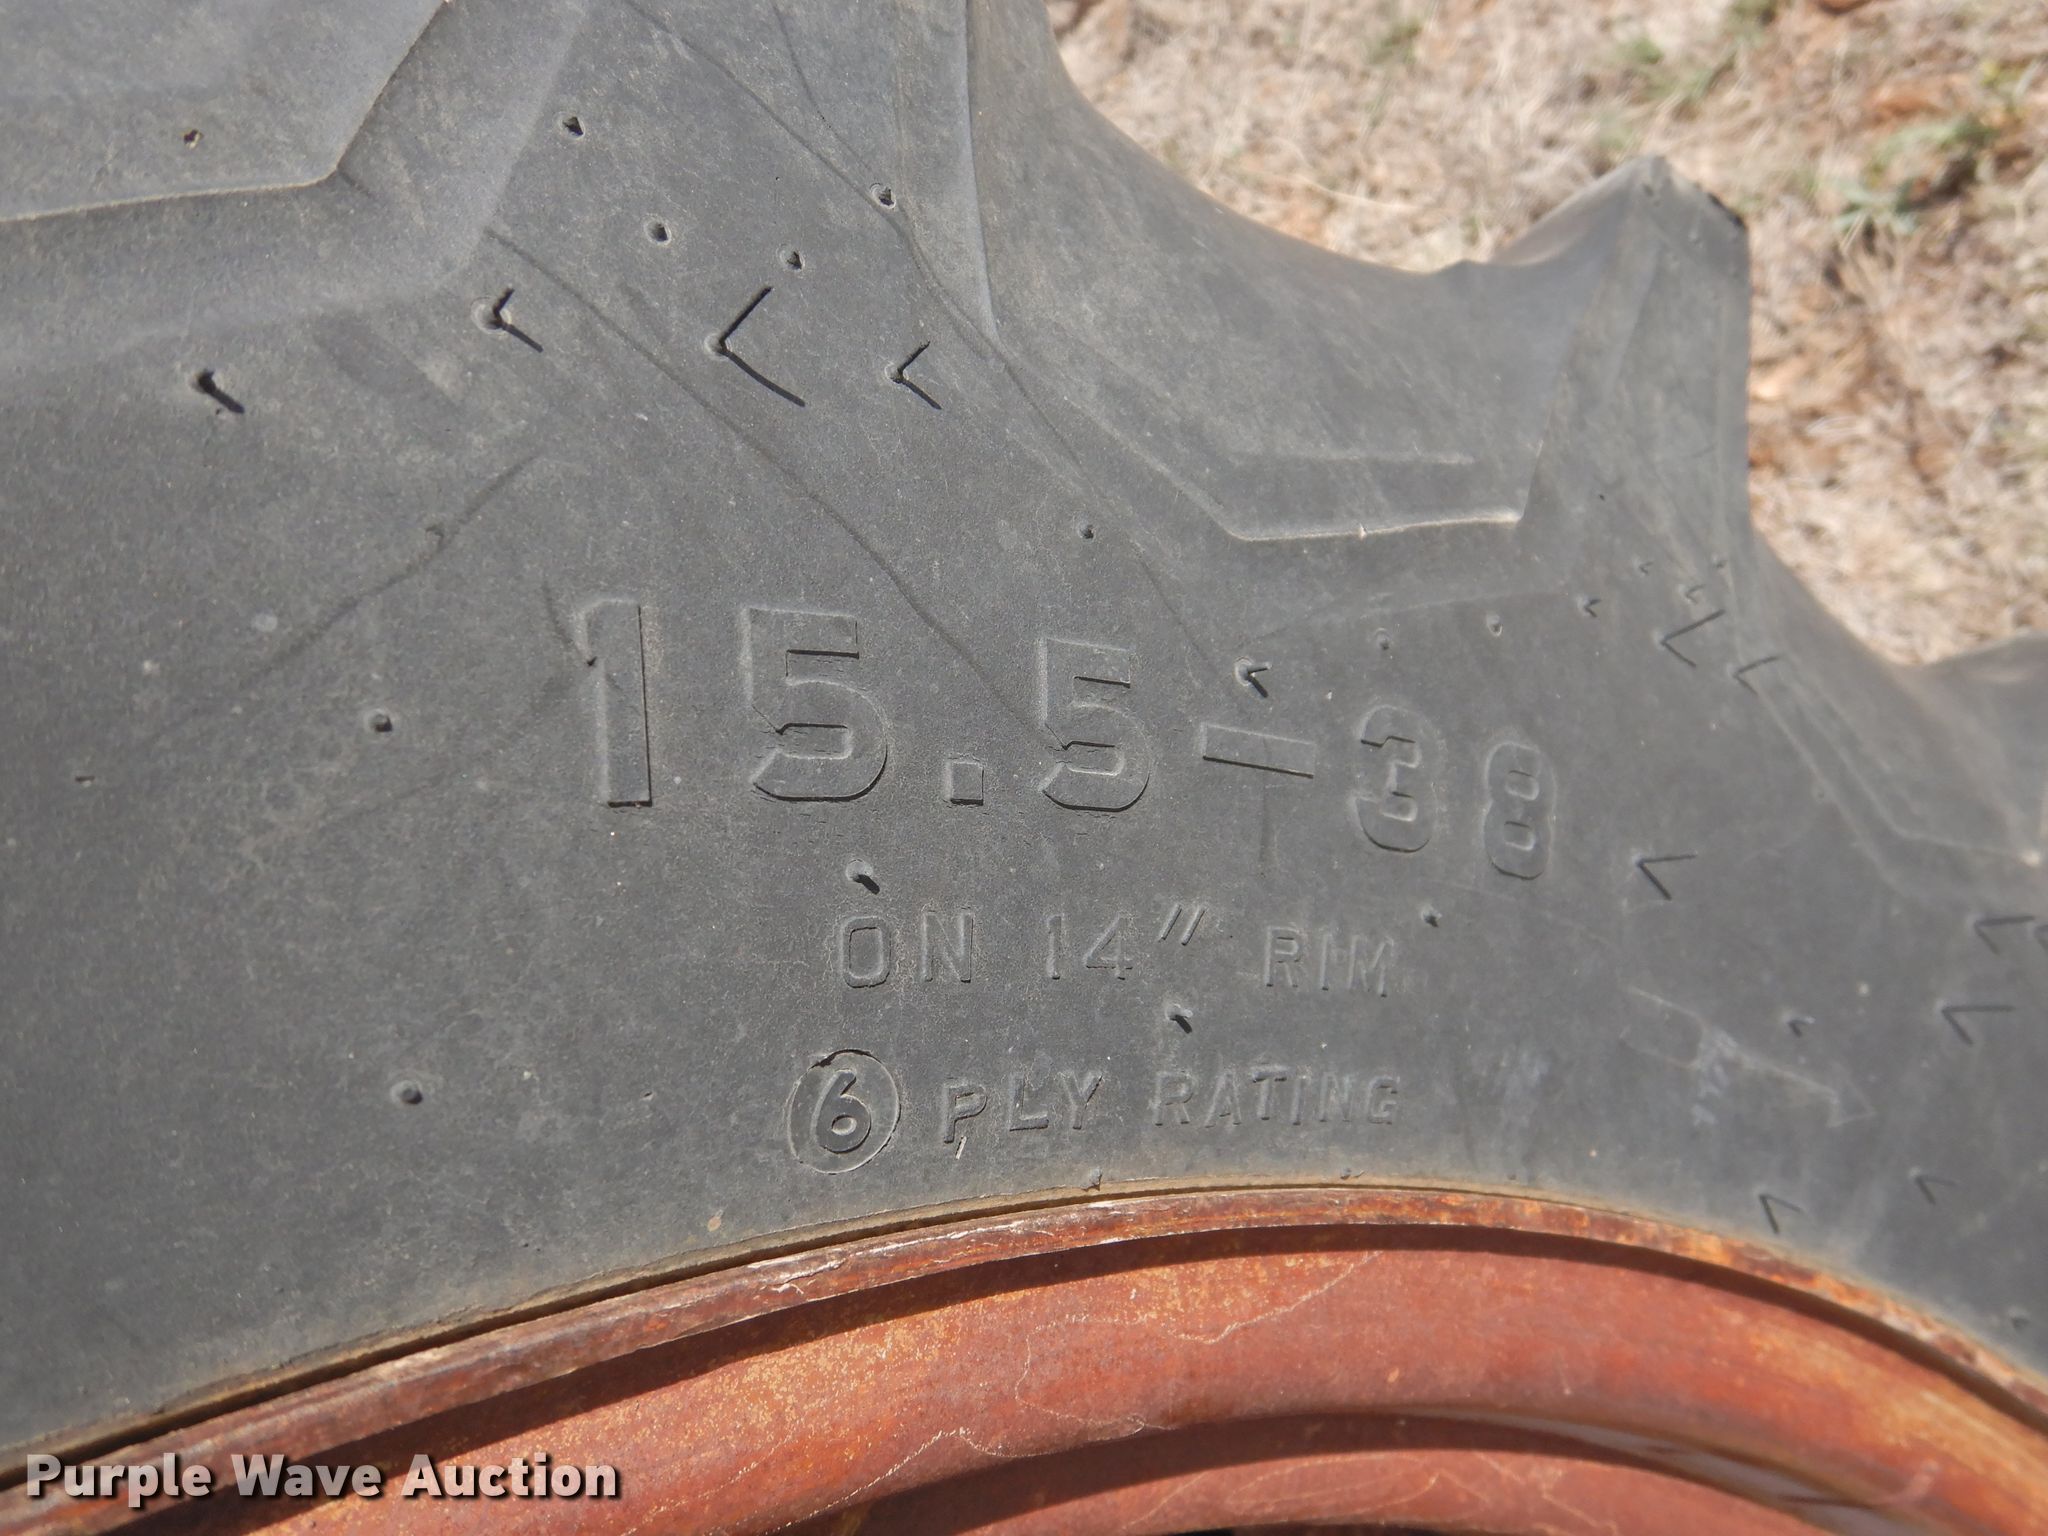 15.5-38
ON 14" RIM
6 PLY RATING
Purple Wave Auction